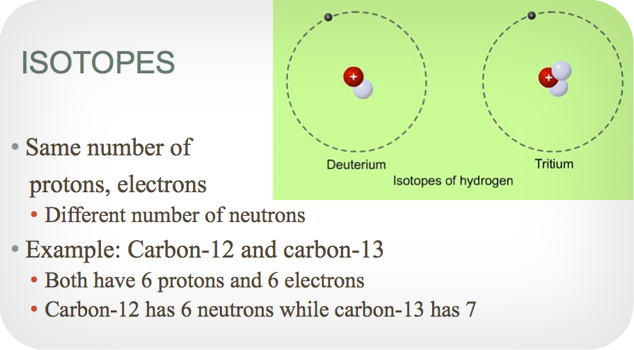 ISOTOPES
• Same number of
protons, electrons
• Different number of neutrons
• Example: Carbon-12 and carbon-13
• Both have 6 protons and 6 electrons
• Carbon-12 has 6 neutrons while carbon-13 has 7
+
+
Deuterium
Tritium
Isotopes of hydrogen